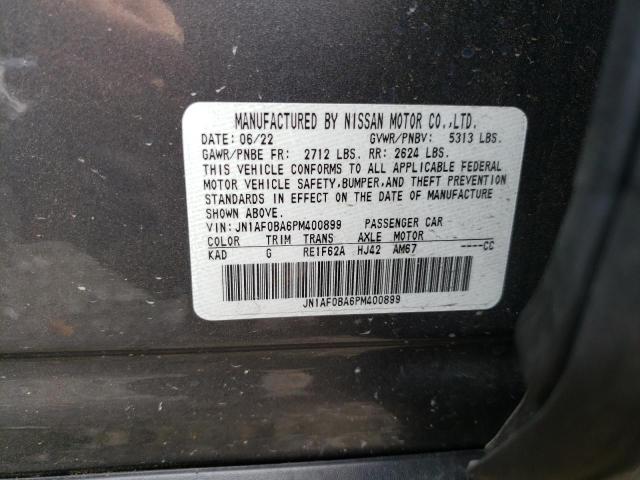 MANUFACTURED BY NISSAN MOTOR CO.,LTD.
DATE: 06/22 GVWR/PNBV: 5313 LBS.
GAWR/PNBE FR: 2712 LBS. RR: 2624 LBS.
THIS VEHICLE CONFORMS TO ALL APPLICABLE FEDERAL
MOTOR VEHICLE SAFETY, BUMPER, AND THEFT PREVENTION
STANDARDS IN EFFECT ON THE DATE OF MANUFACTURE
SHOWN ABOVE.
VIN: JN1AF0BA6PM400899 PASSENGER CAR
COLOR TRIM TRANS AXLE MOTOR
KAD G RE1F62A HJ42 AM67 ----CC
JN1AF0BA6PM400899